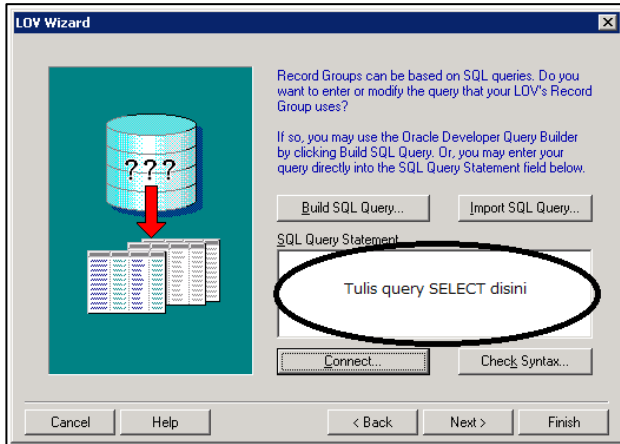 LOV Wizard
Record Groups can be based on SQL queries. Do you
want to enter or modify the query that your LOV's Record
Group uses?
If so, you may use the Oracle Developer Query Builder
by clicking Build SQL Query. Or, you may enter your
query directly into the SQL Query Statement field below.
???
Build SQL Query...
Import SQL Query...
SQL Query Statement
Tulis query SELECT disini
Connect...
Check Syntax...
Cancel
Help
< Back
Next >
Finish